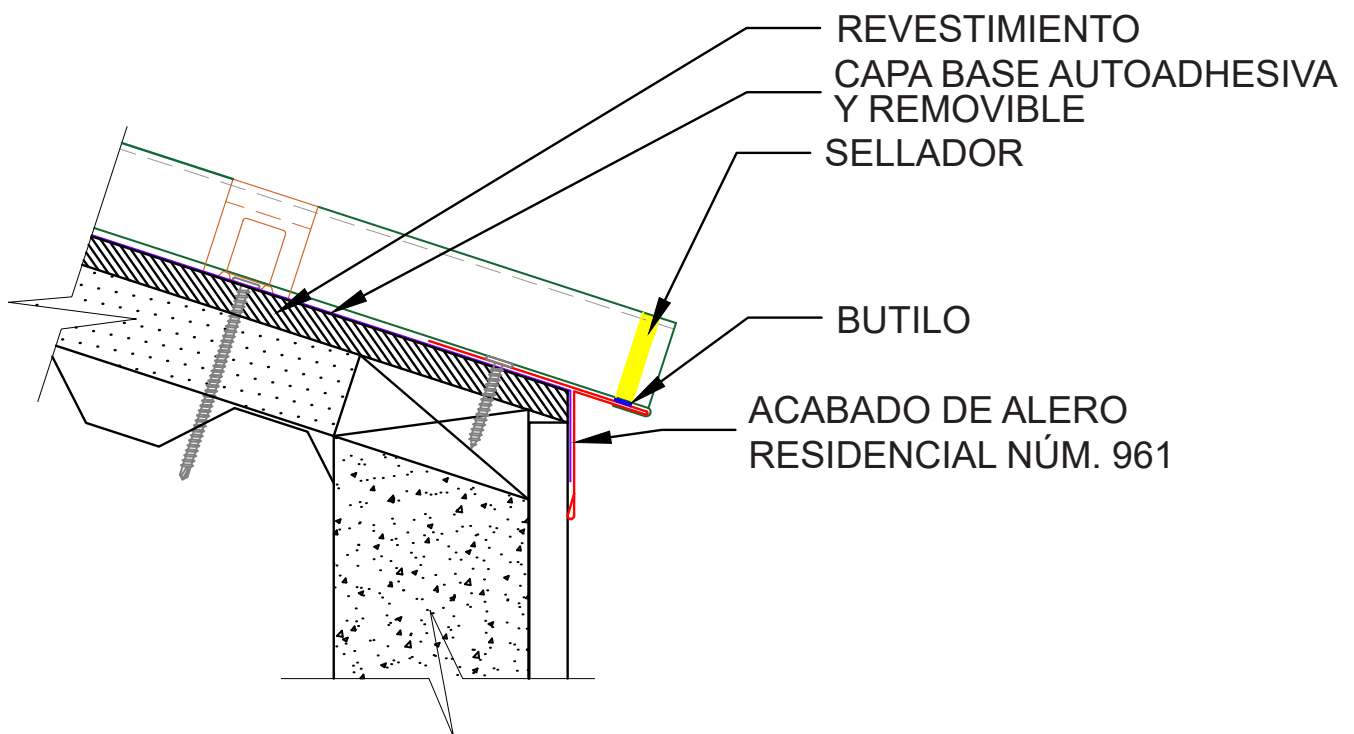 REVESTIMIENTO
CAPA BASE AUTOADHESIVA
Y REMOVIBLE
SELLADOR
BUTILO
ACABADO DE ALERO
RESIDENCIAL NÚM. 961